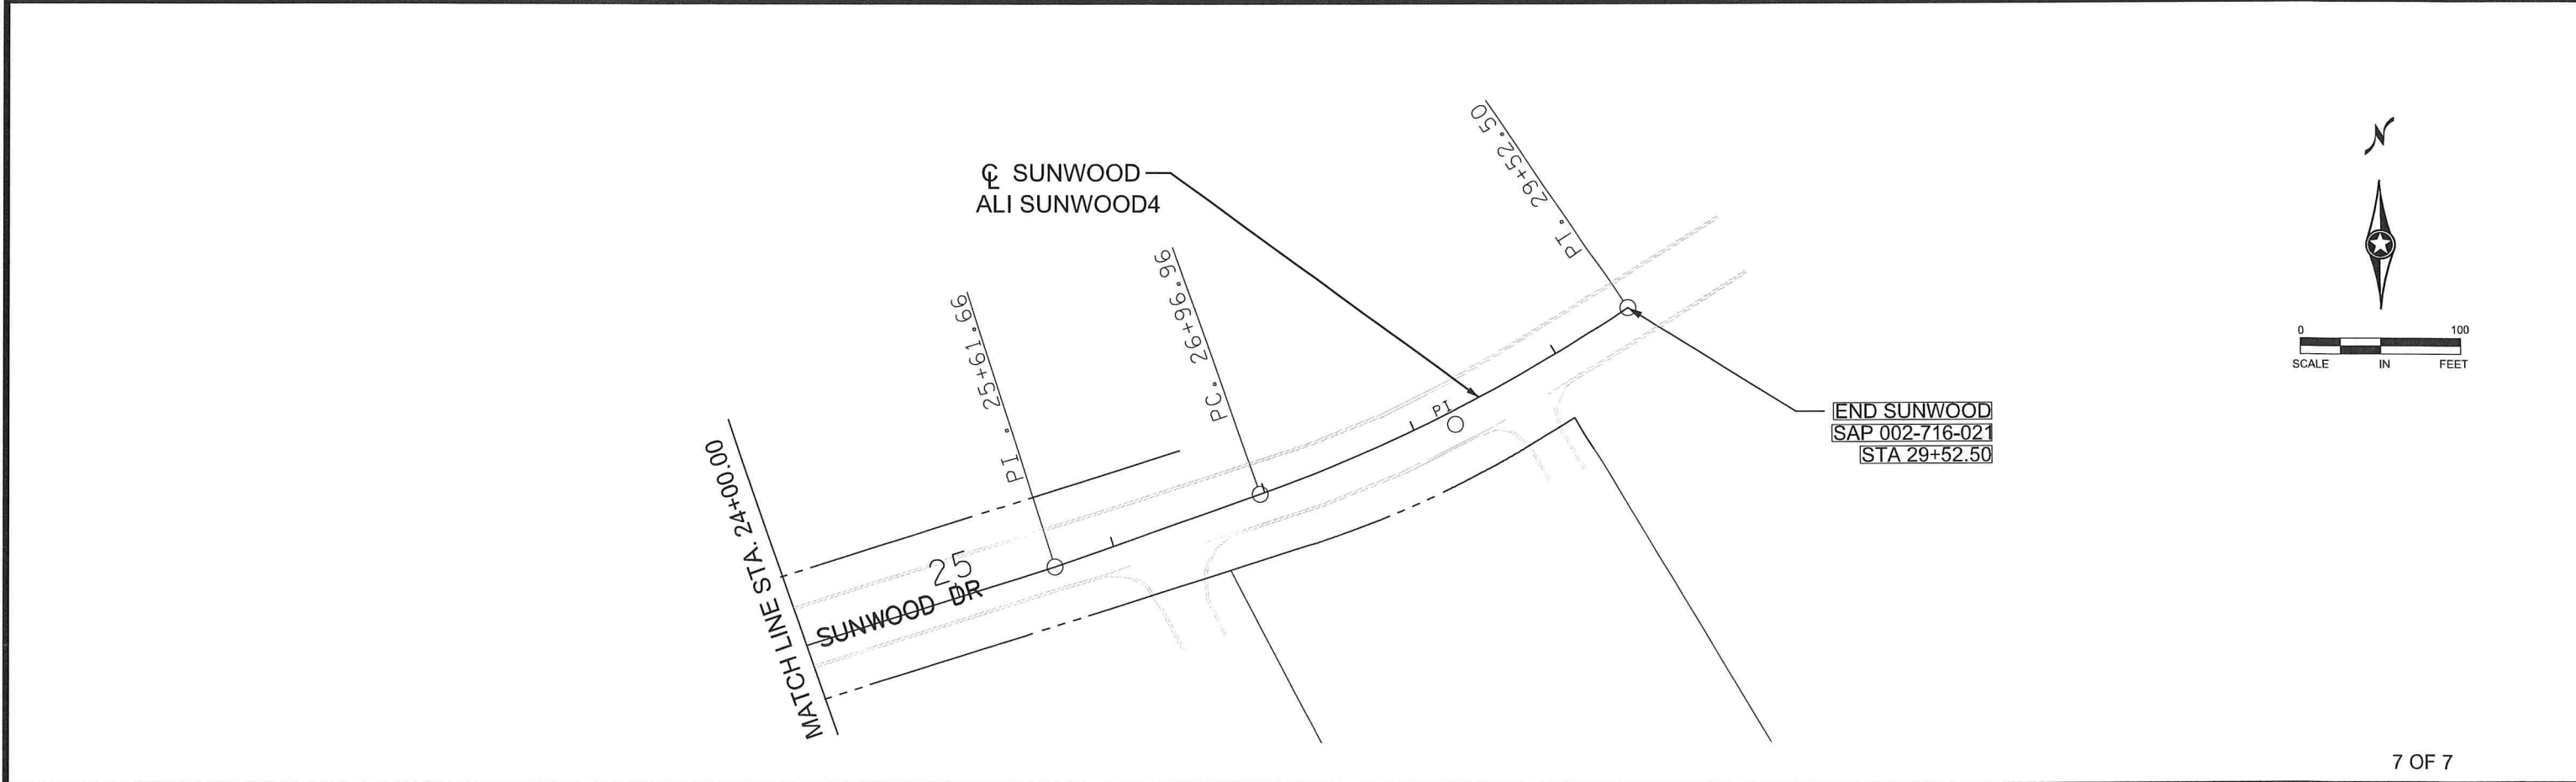 ℄ SUNWOOD
ALI SUNWOOD4
PI. 29+52.50
PC. 26+96.96
PI. 25+61.66
MATCH LINE STA. 24+00.00
25
SUNWOOD DR
PI
END SUNWOOD
SAP 002-716-021
STA 29+52.50
N
0 100
SCALE IN FEET
7 OF 7